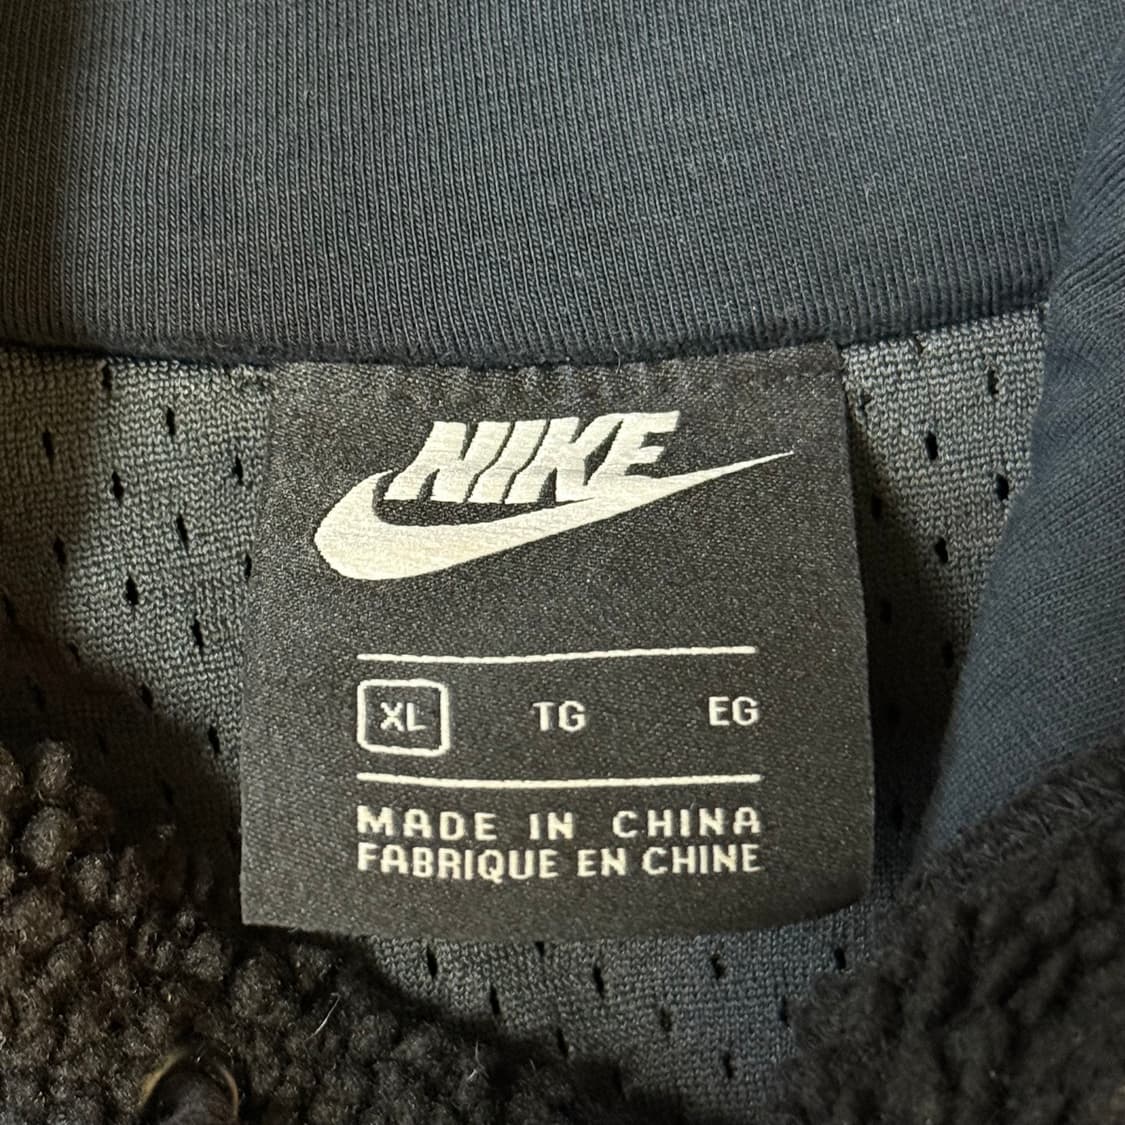 NIKE
XL TG EG
MADE IN CHINA
FABRIQUE EN CHINE